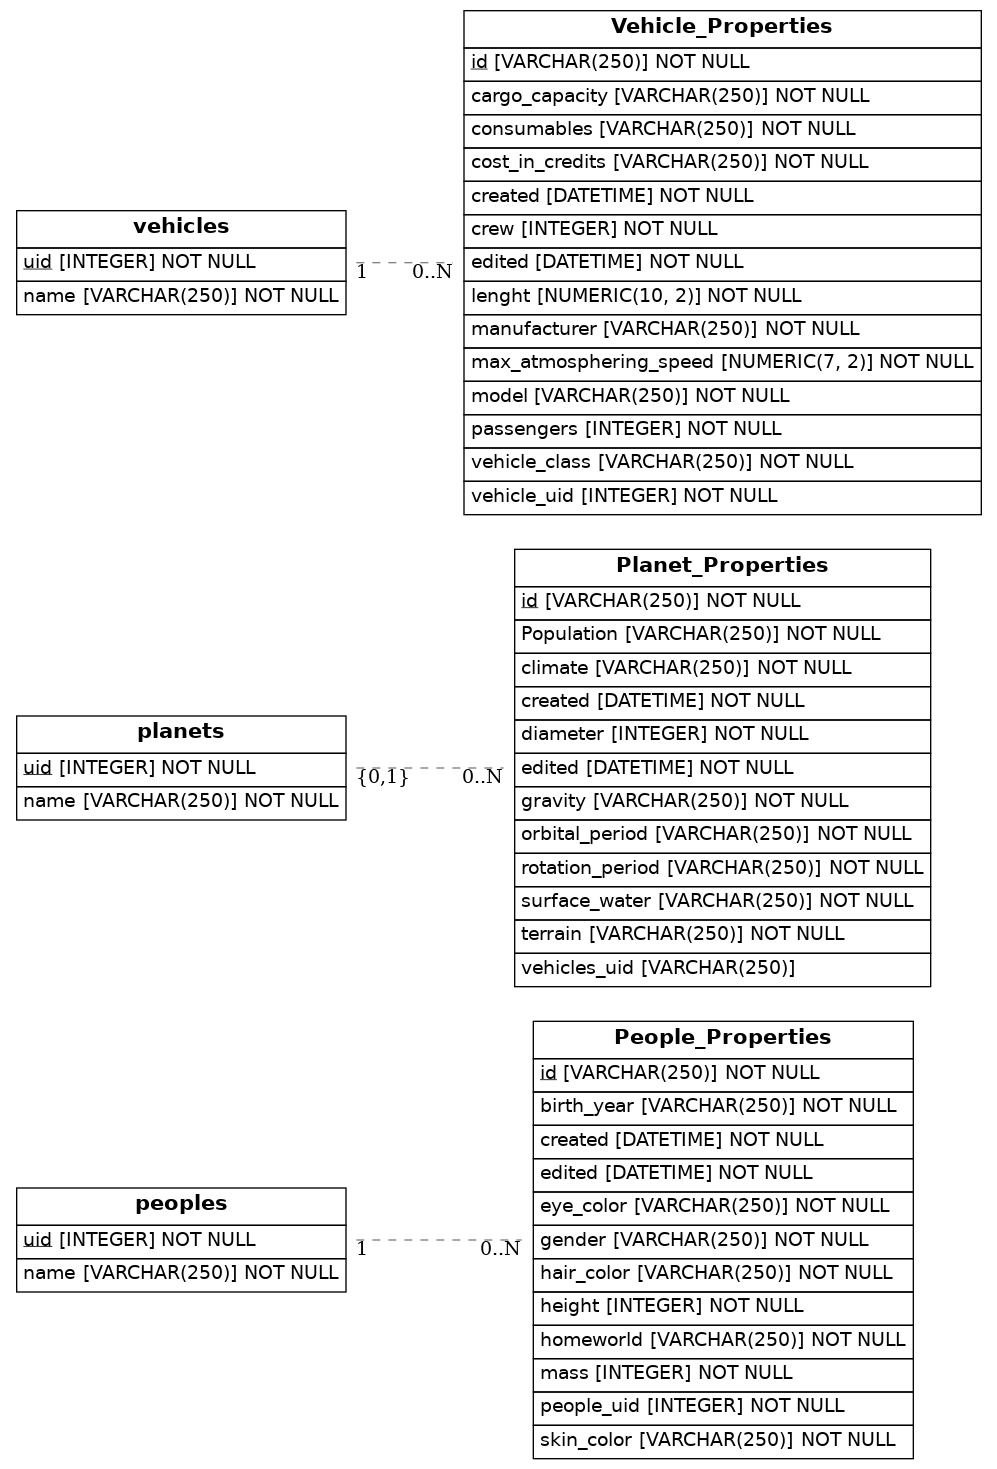 Vehicle_Properties
id [VARCHAR(250)] NOT NULL
cargo_capacity [VARCHAR(250)] NOT NULL
consumables [VARCHAR(250)] NOT NULL
cost_in_credits [VARCHAR(250)] NOT NULL
created [DATETIME] NOT NULL
crew [INTEGER] NOT NULL
edited [DATETIME] NOT NULL
lenght [NUMERIC(10, 2)] NOT NULL
manufacturer [VARCHAR(250)] NOT NULL
max_atmosphering_speed [NUMERIC(7, 2)] NOT NULL
model [VARCHAR(250)] NOT NULL
passengers [INTEGER] NOT NULL
vehicle_class [VARCHAR(250)] NOT NULL
vehicle_uid [INTEGER] NOT NULL
vehicles
uid [INTEGER] NOT NULL
name [VARCHAR(250)] NOT NULL
1 0..N
Planet_Properties
id [VARCHAR(250)] NOT NULL
Population [VARCHAR(250)] NOT NULL
climate [VARCHAR(250)] NOT NULL
created [DATETIME] NOT NULL
diameter [INTEGER] NOT NULL
edited [DATETIME] NOT NULL
gravity [VARCHAR(250)] NOT NULL
orbital_period [VARCHAR(250)] NOT NULL
rotation_period [VARCHAR(250)] NOT NULL
surface_water [VARCHAR(250)] NOT NULL
terrain [VARCHAR(250)] NOT NULL
vehicles_uid [VARCHAR(250)]
planets
uid [INTEGER] NOT NULL
name [VARCHAR(250)] NOT NULL
{0,1} 0..N
People_Properties
id [VARCHAR(250)] NOT NULL
birth_year [VARCHAR(250)] NOT NULL
created [DATETIME] NOT NULL
edited [DATETIME] NOT NULL
eye_color [VARCHAR(250)] NOT NULL
gender [VARCHAR(250)] NOT NULL
hair_color [VARCHAR(250)] NOT NULL
height [INTEGER] NOT NULL
homeworld [VARCHAR(250)] NOT NULL
mass [INTEGER] NOT NULL
people_uid [INTEGER] NOT NULL
skin_color [VARCHAR(250)] NOT NULL
peoples
uid [INTEGER] NOT NULL
name [VARCHAR(250)] NOT NULL
1 0..N